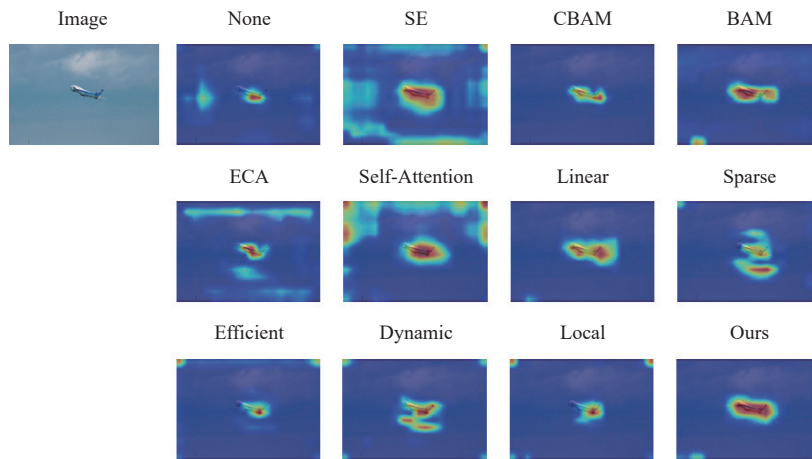 Image None SE CBAM BAM
ECA Self-Attention Linear Sparse
Efficient Dynamic Local Ours